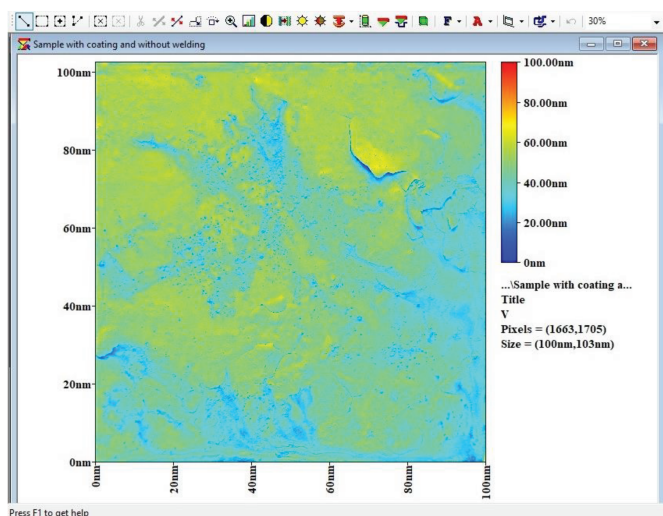 F
A
30%
Sample with coating and without welding
100nm
80nm
60nm
40nm
20nm
0nm
0nm
20nm
40nm
60nm
80nm
100nm
100.00nm
80.00nm
60.00nm
40.00nm
20.00nm
0nm
...\Sample with coating a...
Title
V
Pixels = (1663,1705)
Size = (100nm,103nm)
Press F1 to get help